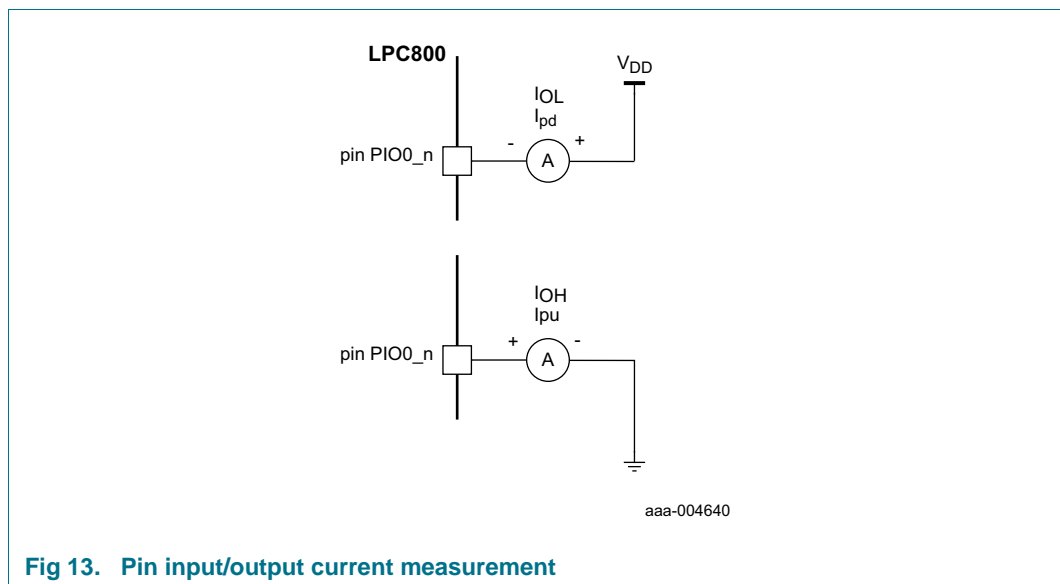 LPC800
VDD
IOL
Ipd
- +
pin PIO0_n
A
IOH
Ipu
+ -
pin PIO0_n
A
aaa-004640
Fig 13. Pin input/output current measurement